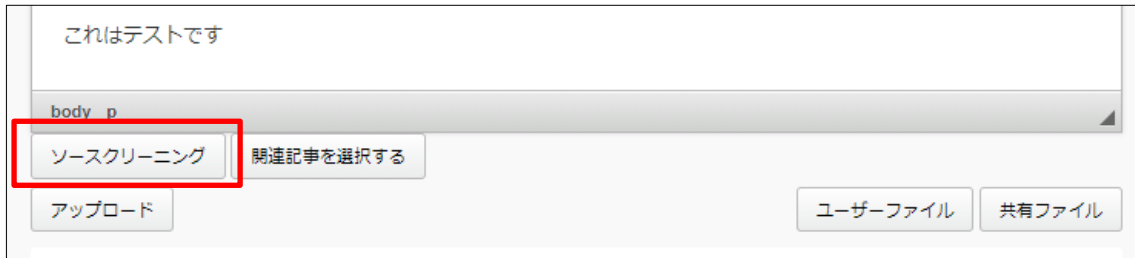 これはテストです
body p
ソースクリーニング 関連記事を選択する
アップロード ユーザーファイル 共有ファイル